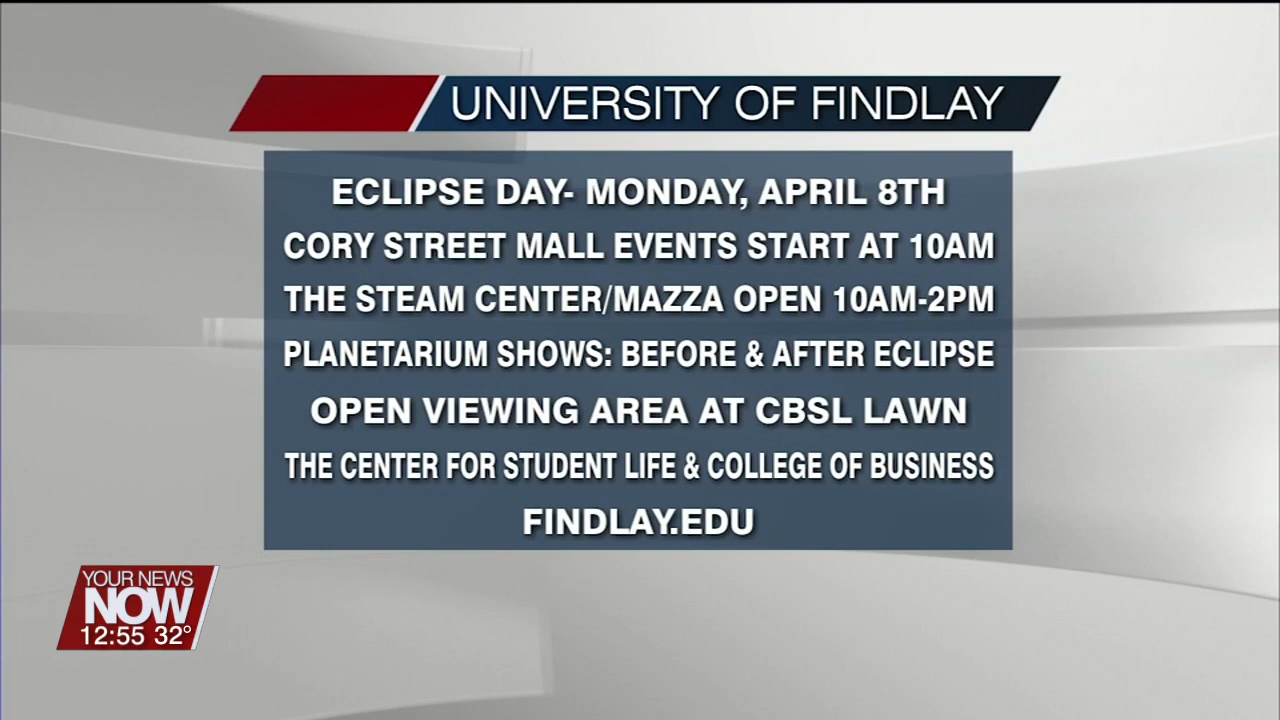 UNIVERSITY OF FINDLAY
ECLIPSE DAY- MONDAY, APRIL 8TH
CORY STREET MALL EVENTS START AT 10AM
THE STEAM CENTER/MAZZA OPEN 10AM-2PM
PLANETARIUM SHOWS: BEFORE & AFTER ECLIPSE
OPEN VIEWING AREA AT CBSL LAWN
THE CENTER FOR STUDENT LIFE & COLLEGE OF BUSINESS
FINDLAY.EDU
YOUR NEWS
NOW
12:55 32°